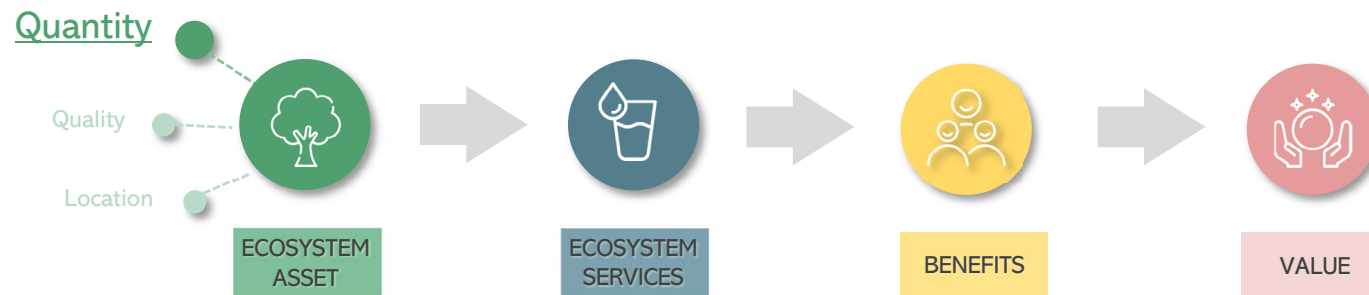 Quantity
Quality
Location
ECOSYSTEM
ASSET
ECOSYSTEM
SERVICES
BENEFITS
VALUE